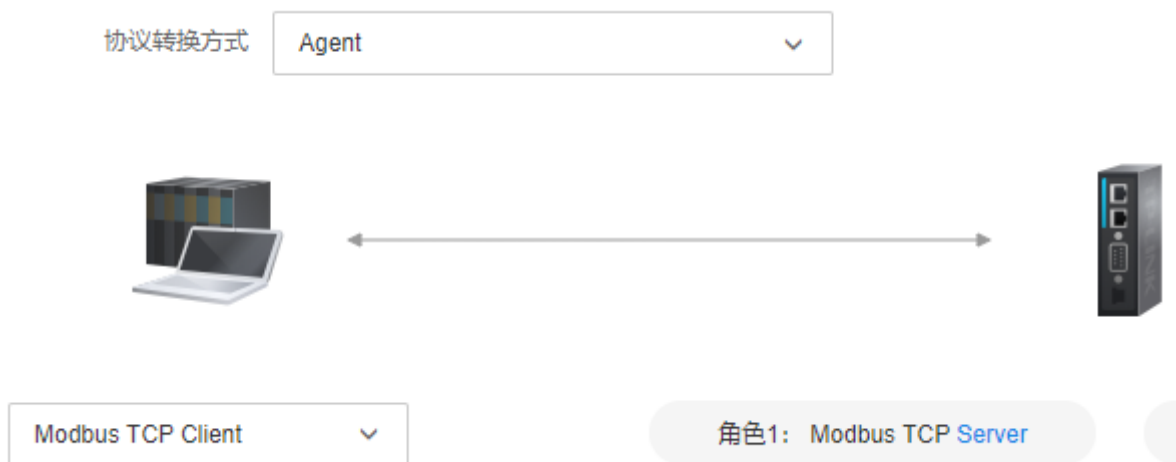 协议转换方式 Agent
Modbus TCP Client 角色1： Modbus TCP Server